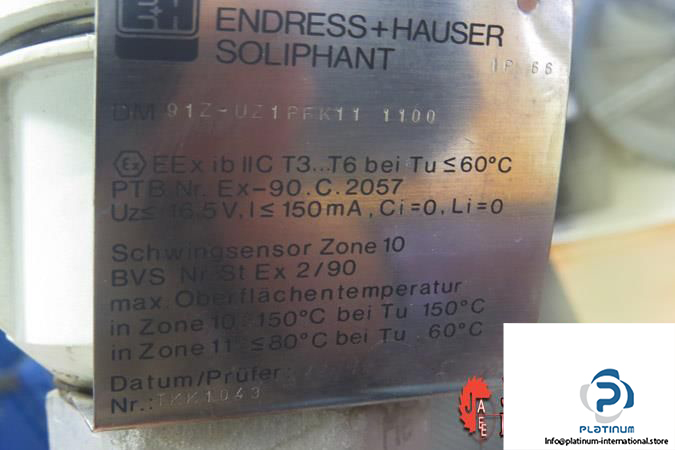 ENDRESS+HAUSER
SOLIPHANT
IP 66
DM 91Z-UZ1PFK11 1100
Ex EEx ib IIC T3...T6 bei Tu ≤ 60°C
PTB Nr. Ex-90.C.2057
Uz ≤ 16,5 V, I ≤ 150mA, Ci=0, Li=0
Schwingsensor Zone 10
BVS Nr St Ex 2/90
max. Oberflächentemperatur
in Zone 10: 150°C bei Tu 150°C
in Zone 11: ≤ 80°C bei Tu 60°C
Datum/Prüfer:
Nr.: TKK1043
JAEE
PLATINUM
Info@platinum-international.store